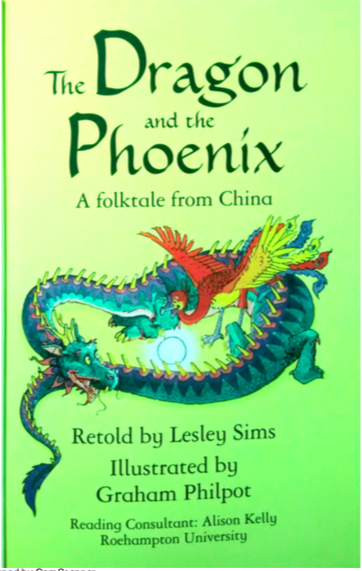 The Dragon
and the
Phoenix
A folktale from China
Retold by Lesley Sims
Illustrated by
Graham Philpot
Reading Consultant: Alison Kelly
Roehampton University